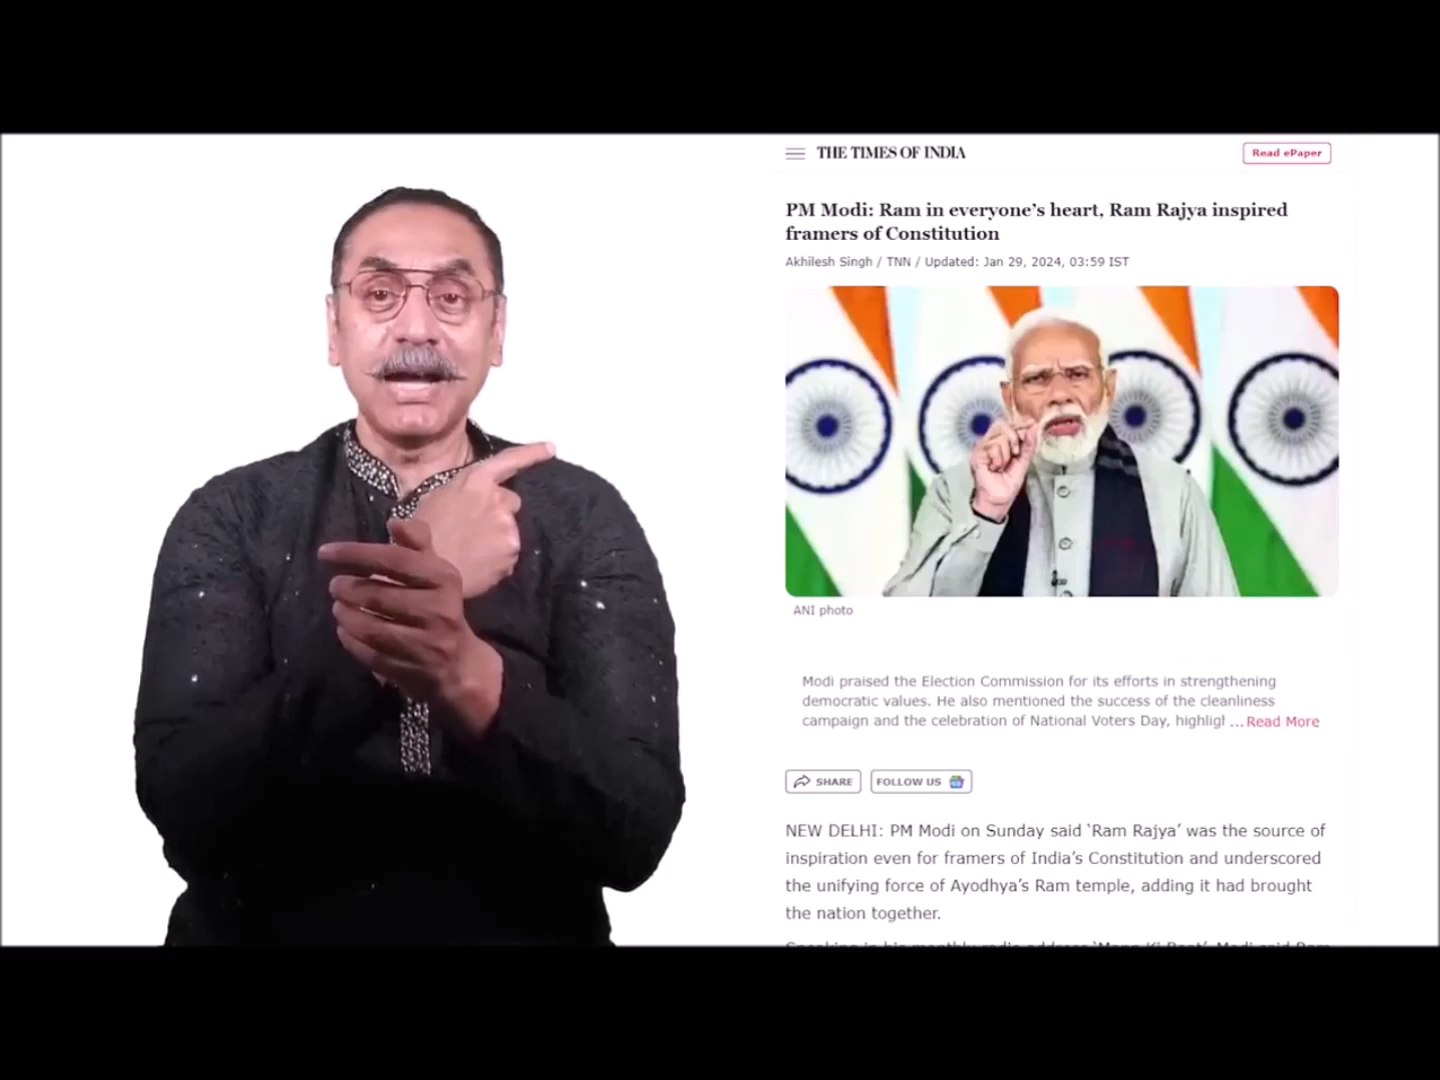 THE TIMES OF INDIA
Read ePaper
PM Modi: Ram in everyone's heart, Ram Rajya inspired
framers of Constitution
Akhilesh Singh / TNN / Updated: Jan 29, 2024, 03:59 IST
ANI photo
Modi praised the Election Commission for its efforts in strengthening
democratic values. He also mentioned the success of the cleanliness
campaign and the celebration of National Voters Day, highligl ... Read More
SHARE
FOLLOW US
NEW DELHI: PM Modi on Sunday said ‘Ram Rajya’ was the source of
inspiration even for framers of India’s Constitution and underscored
the unifying force of Ayodhya’s Ram temple, adding it had brought
the nation together.